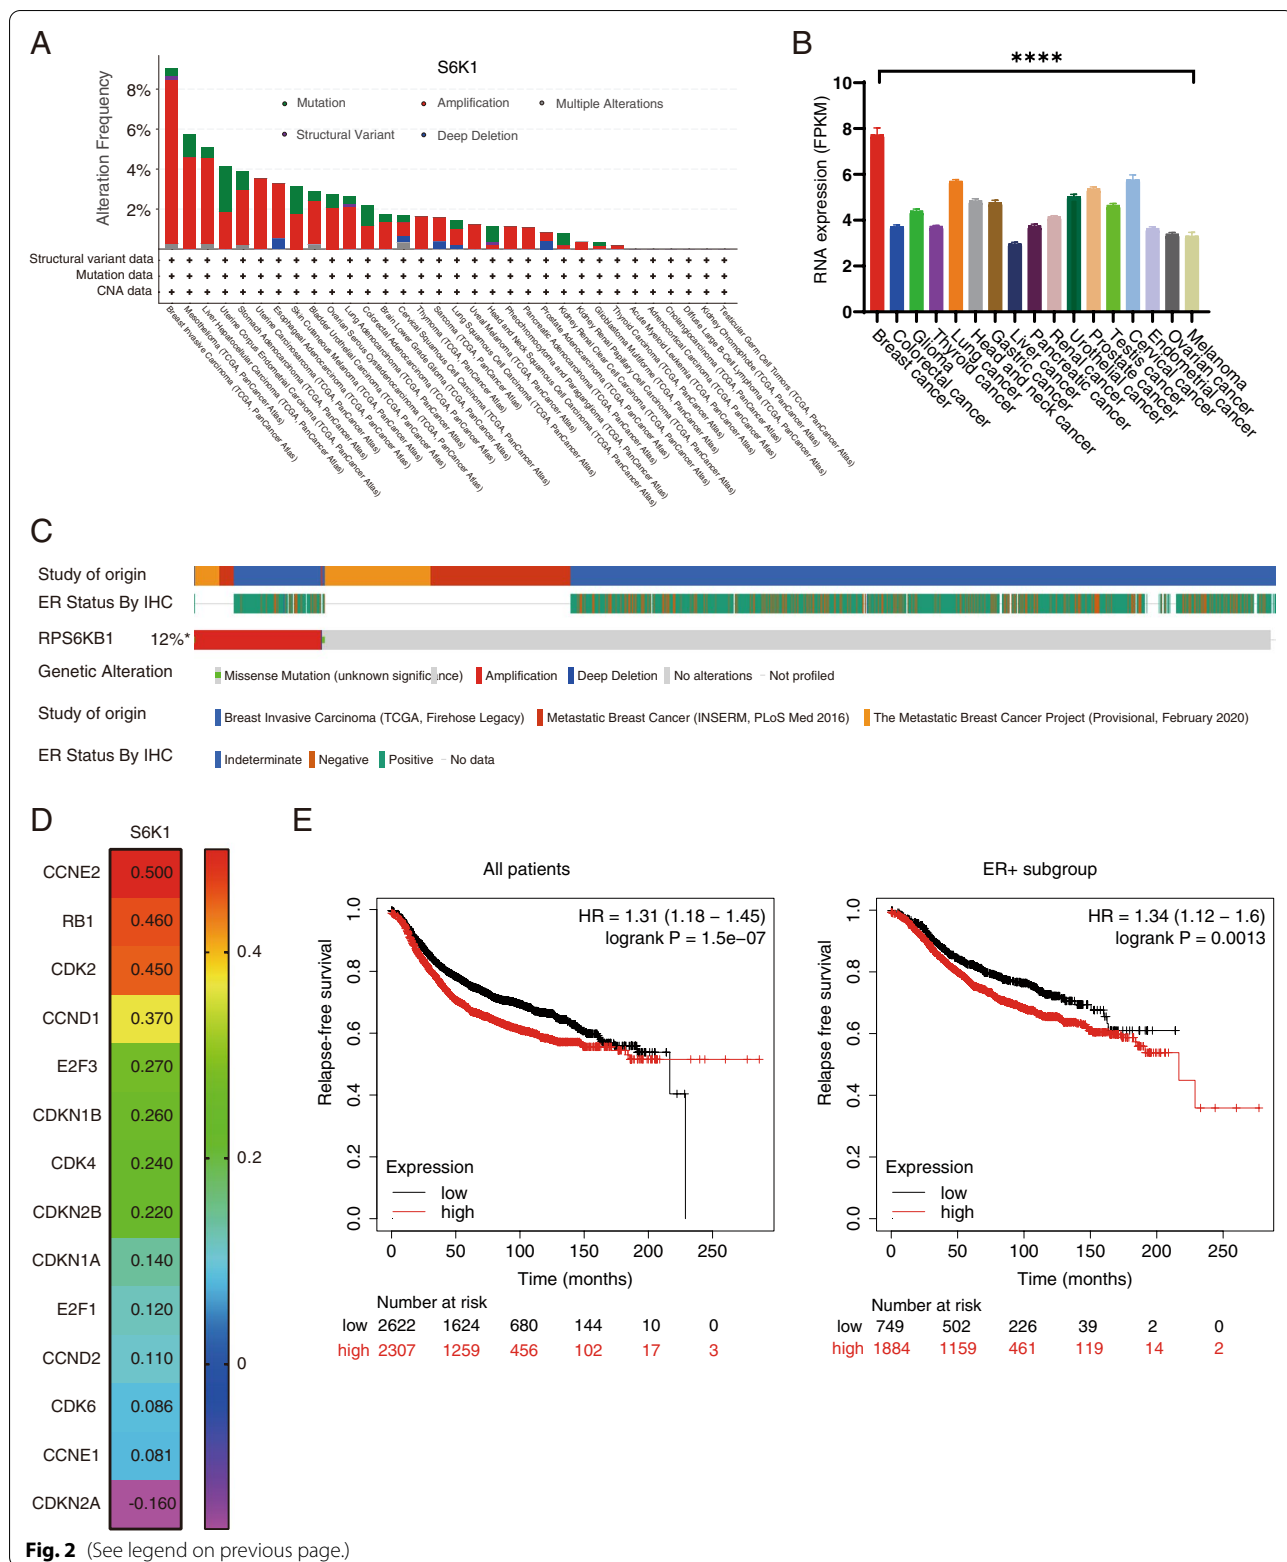 A
S6K1
Alteration Frequency
8%
6%
4%
2%
Mutation
Amplification
Multiple Alterations
Structural Variant
Deep Deletion
Structural variant data
Mutation data
CNA data
Breast Invasive Carcinoma (TCGA, PanCancer Atlas)
Mesothelioma (TCGA, PanCancer Atlas)
Liver Hepatocellular Carcinoma (TCGA, PanCancer Atlas)
Uterine Corpus Endometrial Carcinoma (TCGA, PanCancer Atlas)
Stomach Adenocarcinoma (TCGA, PanCancer Atlas)
Uterine Carcinosarcoma (TCGA, PanCancer Atlas)
Esophageal Adenocarcinoma (TCGA, PanCancer Atlas)
Skin Cutaneous Melanoma (TCGA, PanCancer Atlas)
Bladder Urothelial Carcinoma (TCGA, PanCancer Atlas)
Ovarian Serous Cystadenocarcinoma (TCGA, PanCancer Atlas)
Lung Adenocarcinoma (TCGA, PanCancer Atlas)
Colorectal Adenocarcinoma (TCGA, PanCancer Atlas)
Brain Lower Grade Glioma (TCGA, PanCancer Atlas)
Cervical Squamous Cell Carcinoma (TCGA, PanCancer Atlas)
Thymoma (TCGA, PanCancer Atlas)
Sarcoma (TCGA, PanCancer Atlas)
Lung Squamous Cell Carcinoma (TCGA, PanCancer Atlas)
Uveal Melanoma (TCGA, PanCancer Atlas)
Head and Neck Squamous Cell Carcinoma (TCGA, PanCancer Atlas)
Pheochromocytoma and Paraganglioma (TCGA, PanCancer Atlas)
Pancreatic Adenocarcinoma (TCGA, PanCancer Atlas)
Prostate Adenocarcinoma (TCGA, PanCancer Atlas)
Kidney Renal Clear Cell Carcinoma (TCGA, PanCancer Atlas)
Kidney Renal Papillary Cell Carcinoma (TCGA, PanCancer Atlas)
Glioblastoma Multiforme (TCGA, PanCancer Atlas)
Thyroid Carcinoma (TCGA, PanCancer Atlas)
Acute Myeloid Leukemia (TCGA, PanCancer Atlas)
Adrenocortical Carcinoma (TCGA, PanCancer Atlas)
Cholangiocarcinoma (TCGA, PanCancer Atlas)
Diffuse Large B-Cell Lymphoma (TCGA, PanCancer Atlas)
Kidney Chromophobe (TCGA, PanCancer Atlas)
Testicular Germ Cell Tumors (TCGA, PanCancer Atlas)
B
****
RNA expression (FPKM)
10
8
6
4
2
0
Breast cancer
Colorectal cancer
Glioma
Thyroid cancer
Lung cancer
Head and neck cancer
Gastric cancer
Liver cancer
Pancreatic cancer
Renal cancer
Urothelial cancer
Prostate cancer
Testis cancer
Cervical cancer
Endometrial cancer
Ovarian cancer
Melanoma
C
Study of origin
ER Status By IHC
RPS6KB1 12%*
Genetic Alteration Missense Mutation (unknown significance) Amplification Deep Deletion No alterations Not profiled
Study of origin Breast Invasive Carcinoma (TCGA, Firehose Legacy) Metastatic Breast Cancer (INSERM, PLoS Med 2016) The Metastatic Breast Cancer Project (Provisional, February 2020)
ER Status By IHC Indeterminate Negative Positive No data
D
S6K1
CCNE2 0.500
RB1 0.460
CDK2 0.450
CCND1 0.370
E2F3 0.270
CDKN1B 0.260
CDK4 0.240
CDKN2B 0.220
CDKN1A 0.140
E2F1 0.120
CCND2 0.110
CDK6 0.086
CCNE1 0.081
CDKN2A -0.160
0.4
0.2
0
E
All patients
HR = 1.31 (1.18 − 1.45)
logrank P = 1.5e−07
Relapse-free survival
1.0
0.8
0.6
0.4
0.2
0.0
Expression
low
high
0 50 100 150 200 250
Time (months)
Number at risk
low 2622 1624 680 144 10 0
high 2307 1259 456 102 17 3
ER+ subgroup
HR = 1.34 (1.12 − 1.6)
logrank P = 0.0013
Relapse free survival
1.0
0.8
0.6
0.4
0.2
0.0
Expression
low
high
0 50 100 150 200 250
Time (months)
Number at risk
low 749 502 226 39 2 0
high 1884 1159 461 119 14 2
Fig. 2 (See legend on previous page.)